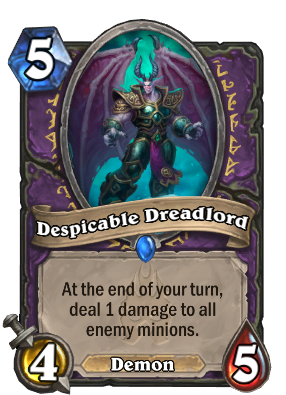 5
Despicable Dreadlord
At the end of your turn,
deal 1 damage to all
enemy minions.
4
Demon
5